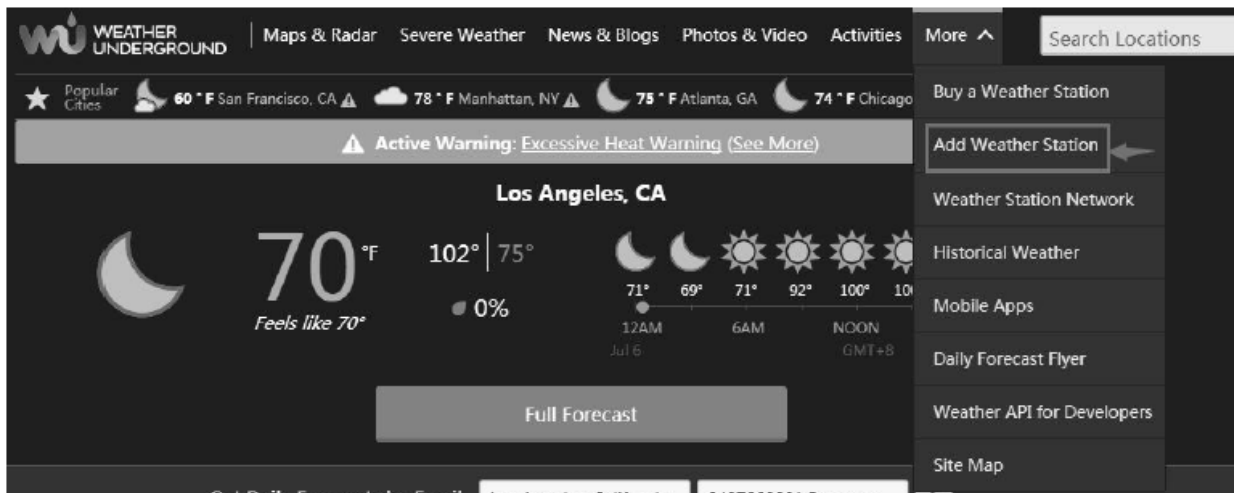 WEATHER
UNDERGROUND
Maps & Radar Severe Weather News & Blogs Photos & Video Activities More Search Locations
Popular
Cities
60 °F San Francisco, CA 78 °F Manhattan, NY 75 °F Atlanta, GA 74 °F Chicago
Active Warning: Excessive Heat Warning (See More)
Los Angeles, CA
70 °F
Feels like 70°
102° | 75°
0%
71° 69° 71° 92° 100° 10
12AM 6AM NOON
Jul 6 GMT+8
Full Forecast
Buy a Weather Station
Add Weather Station
Weather Station Network
Historical Weather
Mobile Apps
Daily Forecast Flyer
Weather API for Developers
Site Map